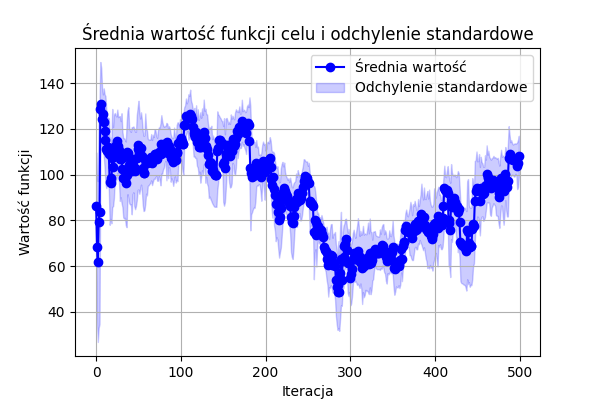 Średnia wartość funkcji celu i odchylenie standardowe
Średnia wartość
Odchylenie standardowe
Wartość funkcji
140
120
100
80
60
40
0 100 200 300 400 500
Iteracja